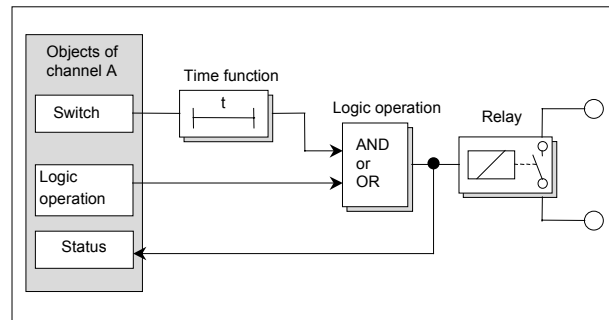 Objects of
channel A
Time function
t
Switch
Logic operation
AND
or
OR
Relay
Logic
operation
Status